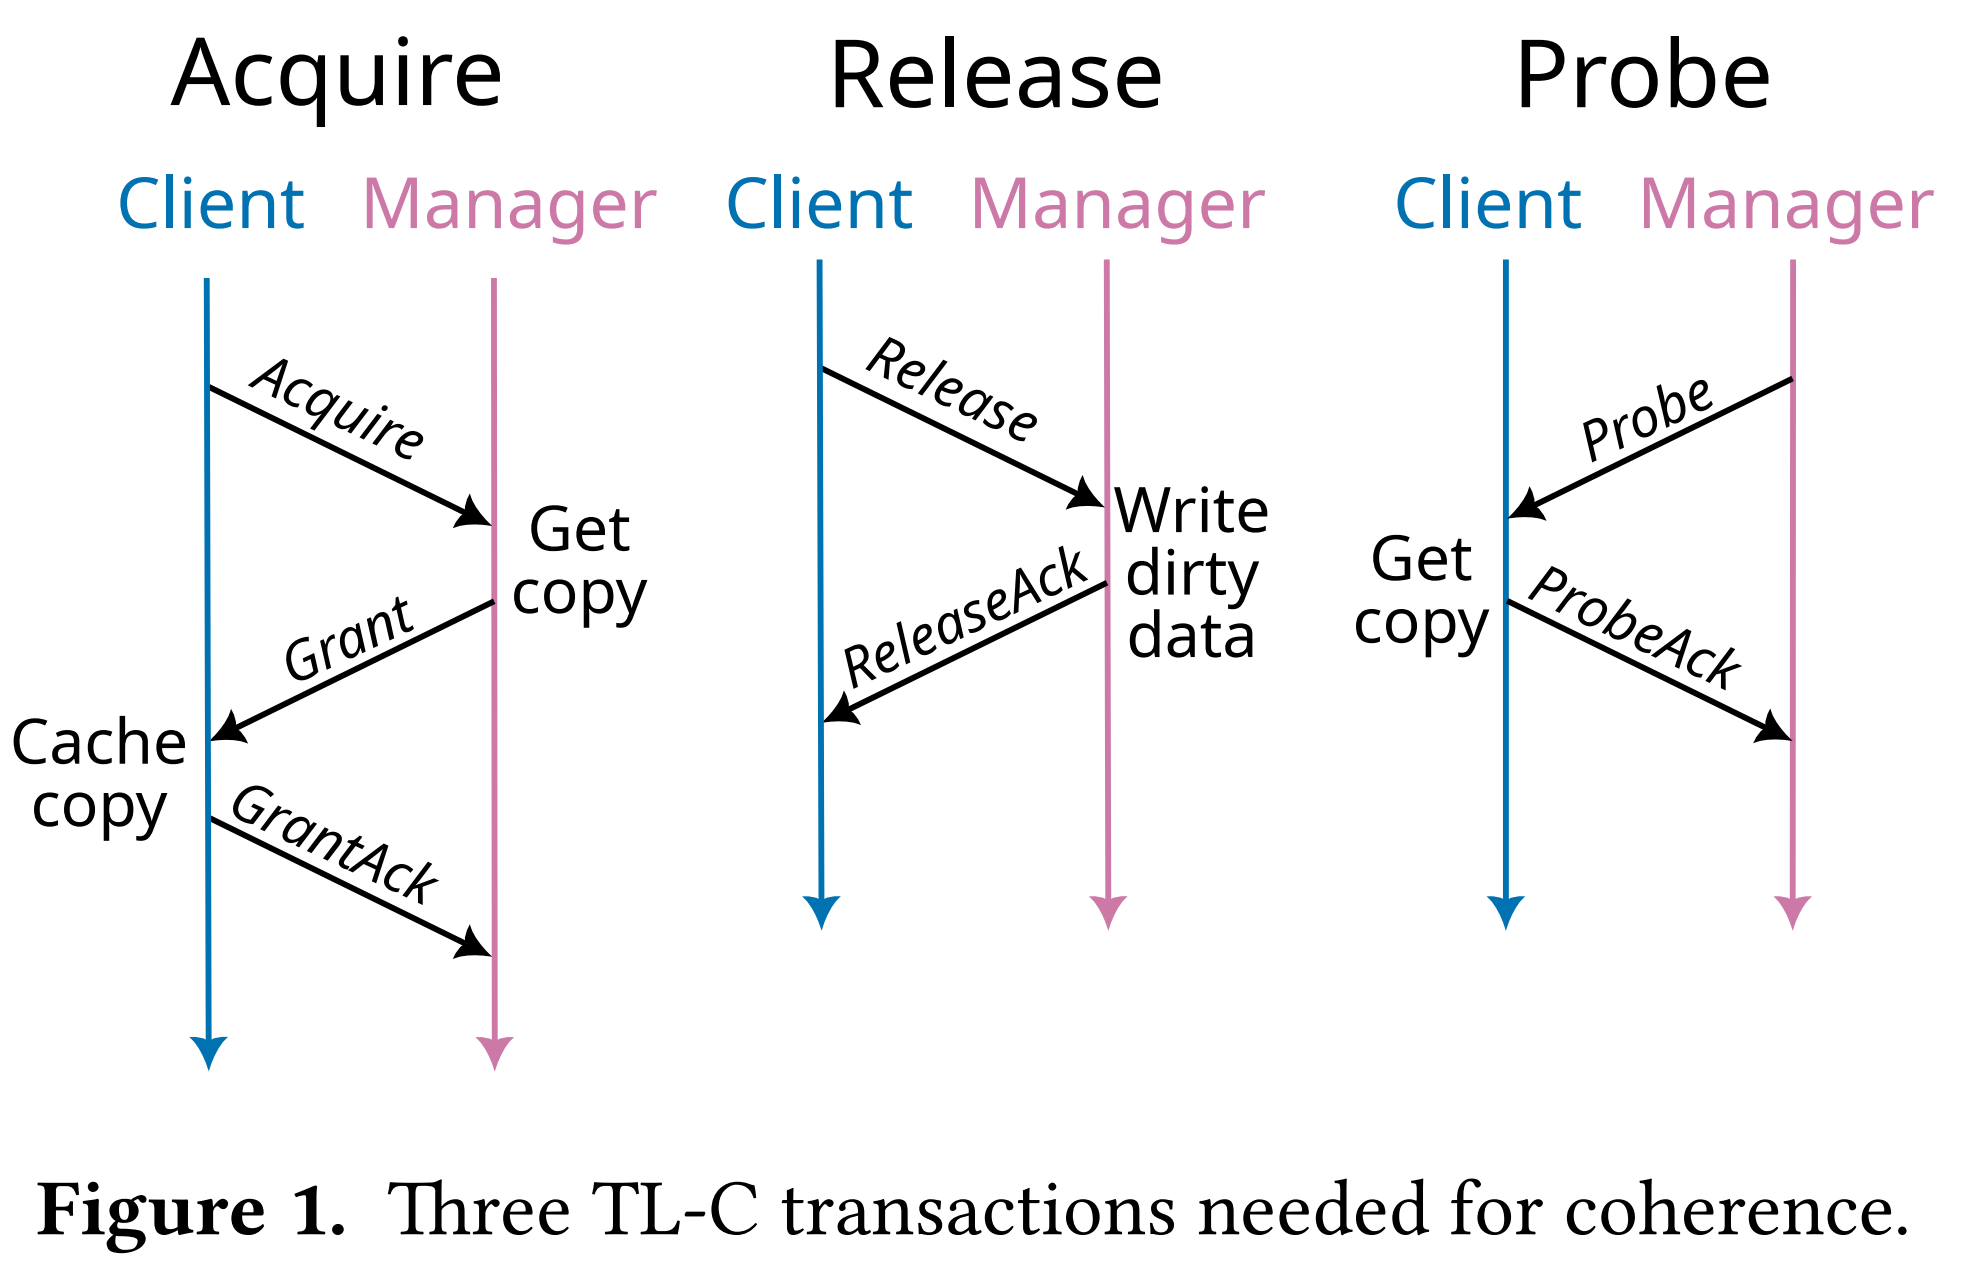 Acquire
Client Manager
Acquire
Get
copy
Grant
Cache
copy
GrantAck
Release
Client Manager
Release
Write
dirty
data
ReleaseAck
Probe
Client Manager
Probe
Get
copy
ProbeAck
Figure 1. Three TL-C transactions needed for coherence.